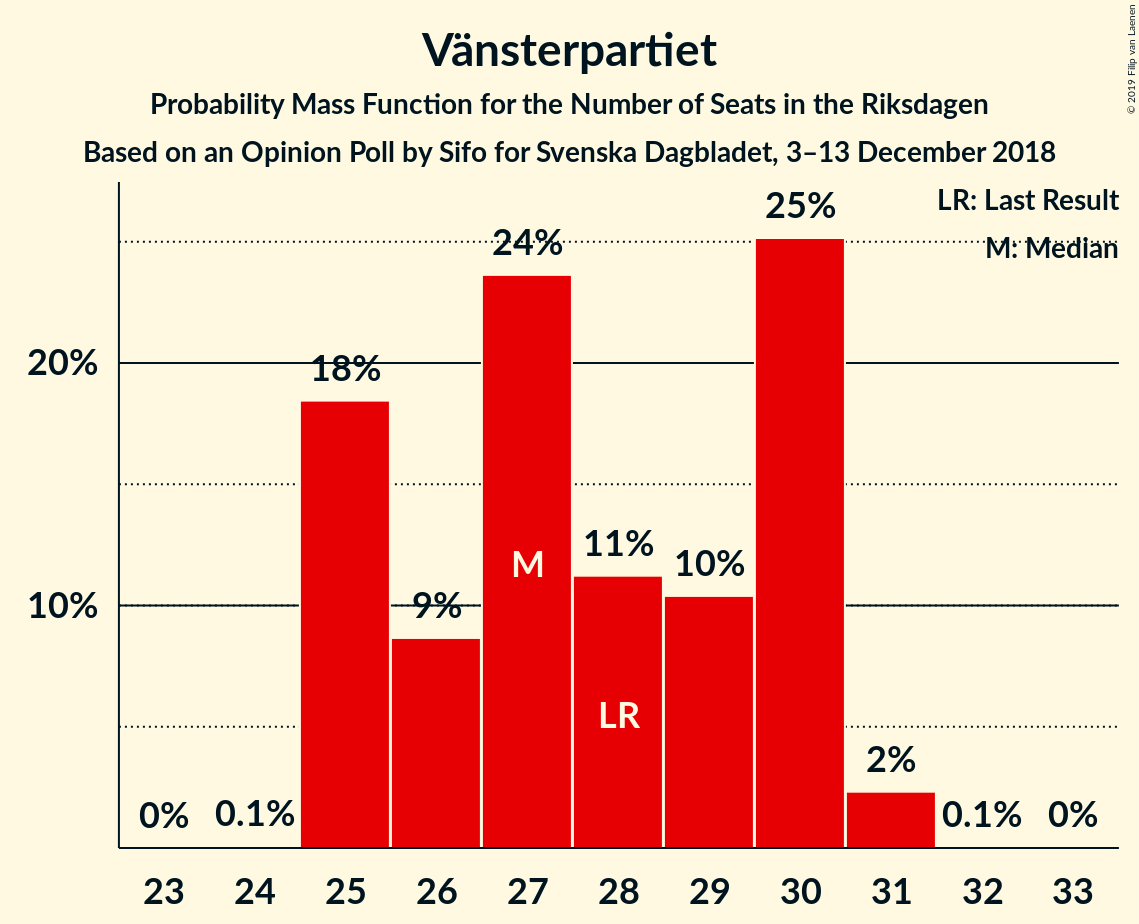 Vänsterpartiet
Probability Mass Function for the Number of Seats in the Riksdagen
Based on an Opinion Poll by Sifo for Svenska Dagbladet, 3–13 December 2018
© 2019 Filip van Laenen
LR: Last Result
M: Median
20%
10%
0%
0.1%
18%
9%
24%
11%
10%
25%
2%
0.1%
0%
M
LR
23 24 25 26 27 28 29 30 31 32 33